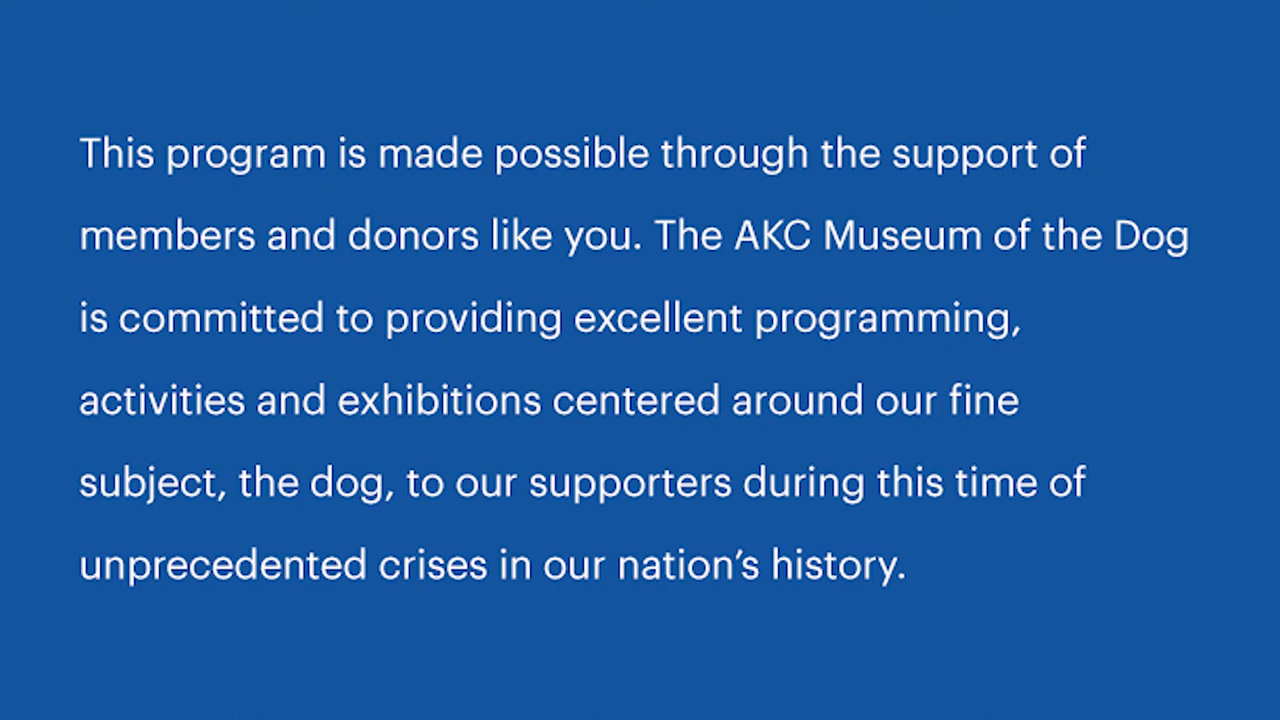 This program is made possible through the support of
members and donors like you. The AKC Museum of the Dog
is committed to providing excellent programming,
activities and exhibitions centered around our fine
subject, the dog, to our supporters during this time of
unprecedented crises in our nation’s history.